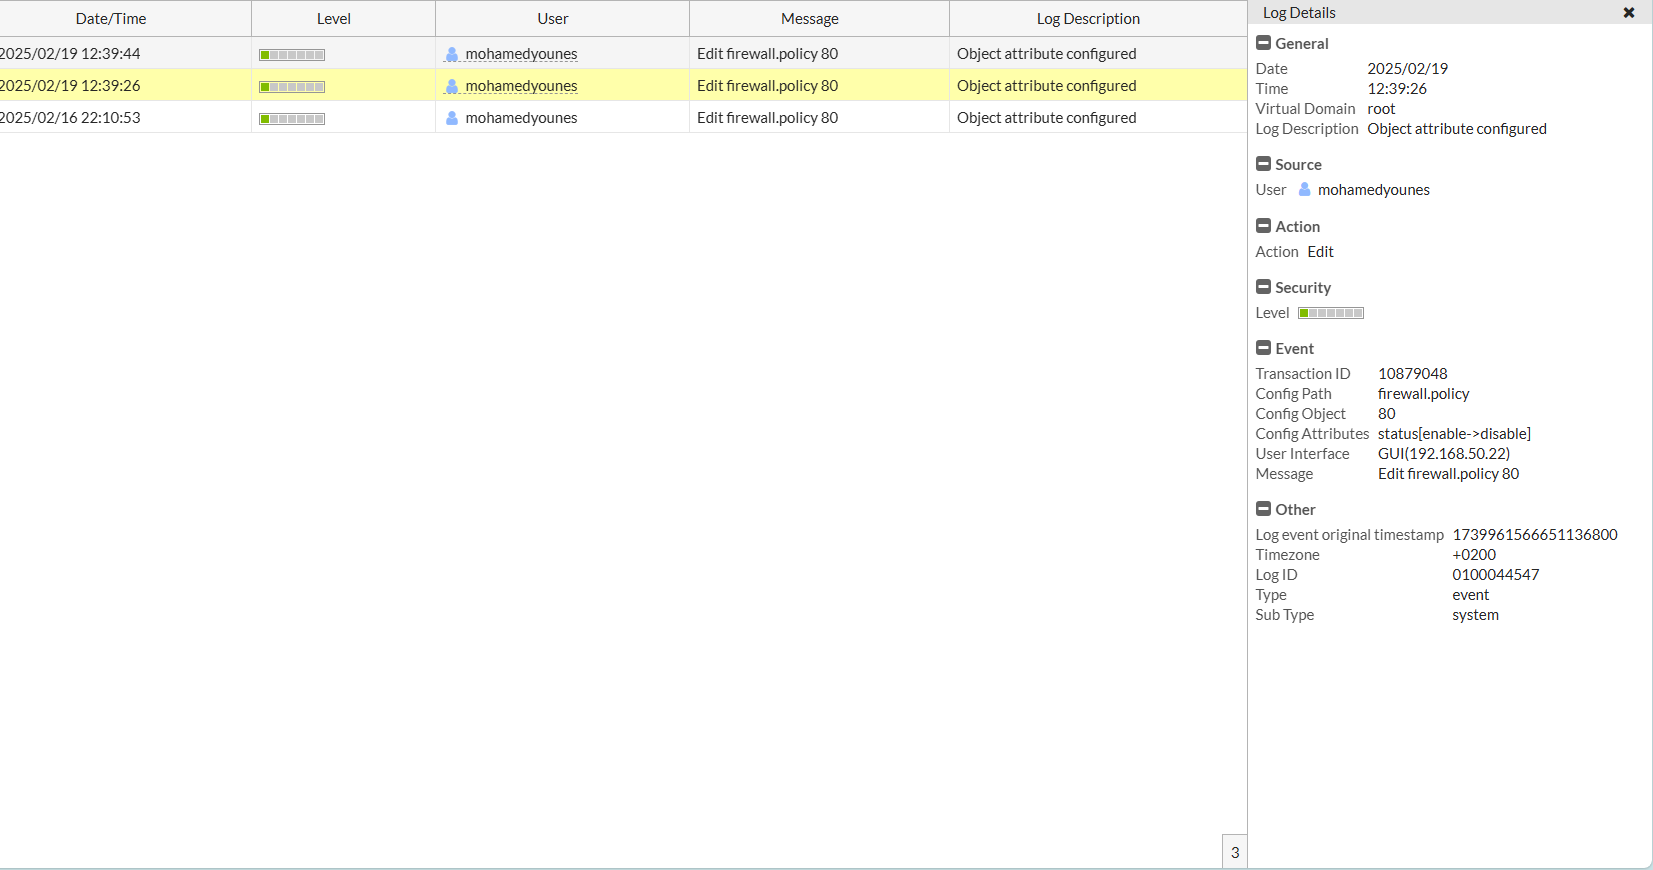 Date/Time Level User Message Log Description
2025/02/19 12:39:44 mohamedyounes Edit firewall.policy 80 Object attribute configured
2025/02/19 12:39:26 mohamedyounes Edit firewall.policy 80 Object attribute configured
2025/02/16 22:10:53 mohamedyounes Edit firewall.policy 80 Object attribute configured
3
Log Details
General
Date 2025/02/19
Time 12:39:26
Virtual Domain root
Log Description Object attribute configured
Source
User mohamedyounes
Action
Action Edit
Security
Level
Event
Transaction ID 10879048
Config Path firewall.policy
Config Object 80
Config Attributes status[enable->disable]
User Interface GUI(192.168.50.22)
Message Edit firewall.policy 80
Other
Log event original timestamp 1739961566651136800
Timezone +0200
Log ID 0100044547
Type event
Sub Type system